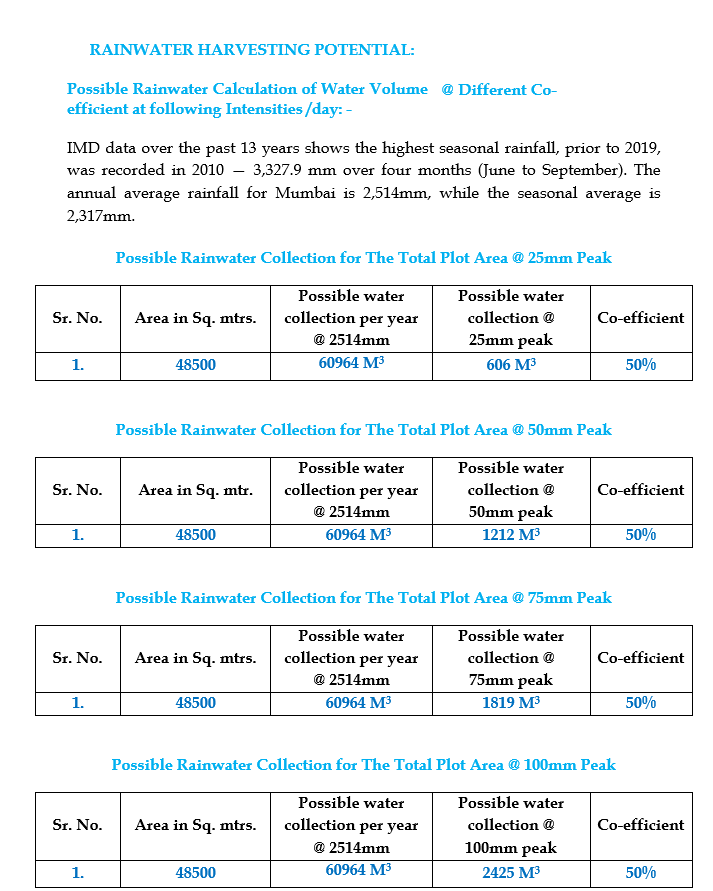 RAINWATER HARVESTING POTENTIAL:
Possible Rainwater Calculation of Water Volume @ Different Co-
efficient at following Intensities/day: -
IMD data over the past 13 years shows the highest seasonal rainfall, prior to 2019,
was recorded in 2010 — 3,327.9 mm over four months (June to September). The
annual average rainfall for Mumbai is 2,514mm, while the seasonal average is
2,317mm.
Possible Rainwater Collection for The Total Plot Area @ 25mm Peak
Sr. No. Area in Sq. mtrs. Possible water collection per year @ 2514mm Possible water collection @ 25mm peak Co-efficient
1. 48500 60964 M³ 606 M³ 50%
Possible Rainwater Collection for The Total Plot Area @ 50mm Peak
Sr. No. Area in Sq. mtr. Possible water collection per year @ 2514mm Possible water collection @ 50mm peak Co-efficient
1. 48500 60964 M³ 1212 M³ 50%
Possible Rainwater Collection for The Total Plot Area @ 75mm Peak
Sr. No. Area in Sq. mtrs. Possible water collection per year @ 2514mm Possible water collection @ 75mm peak Co-efficient
1. 48500 60964 M³ 1819 M³ 50%
Possible Rainwater Collection for The Total Plot Area @ 100mm Peak
Sr. No. Area in Sq. mtrs. Possible water collection per year @ 2514mm Possible water collection @ 100mm peak Co-efficient
1. 48500 60964 M³ 2425 M³ 50%